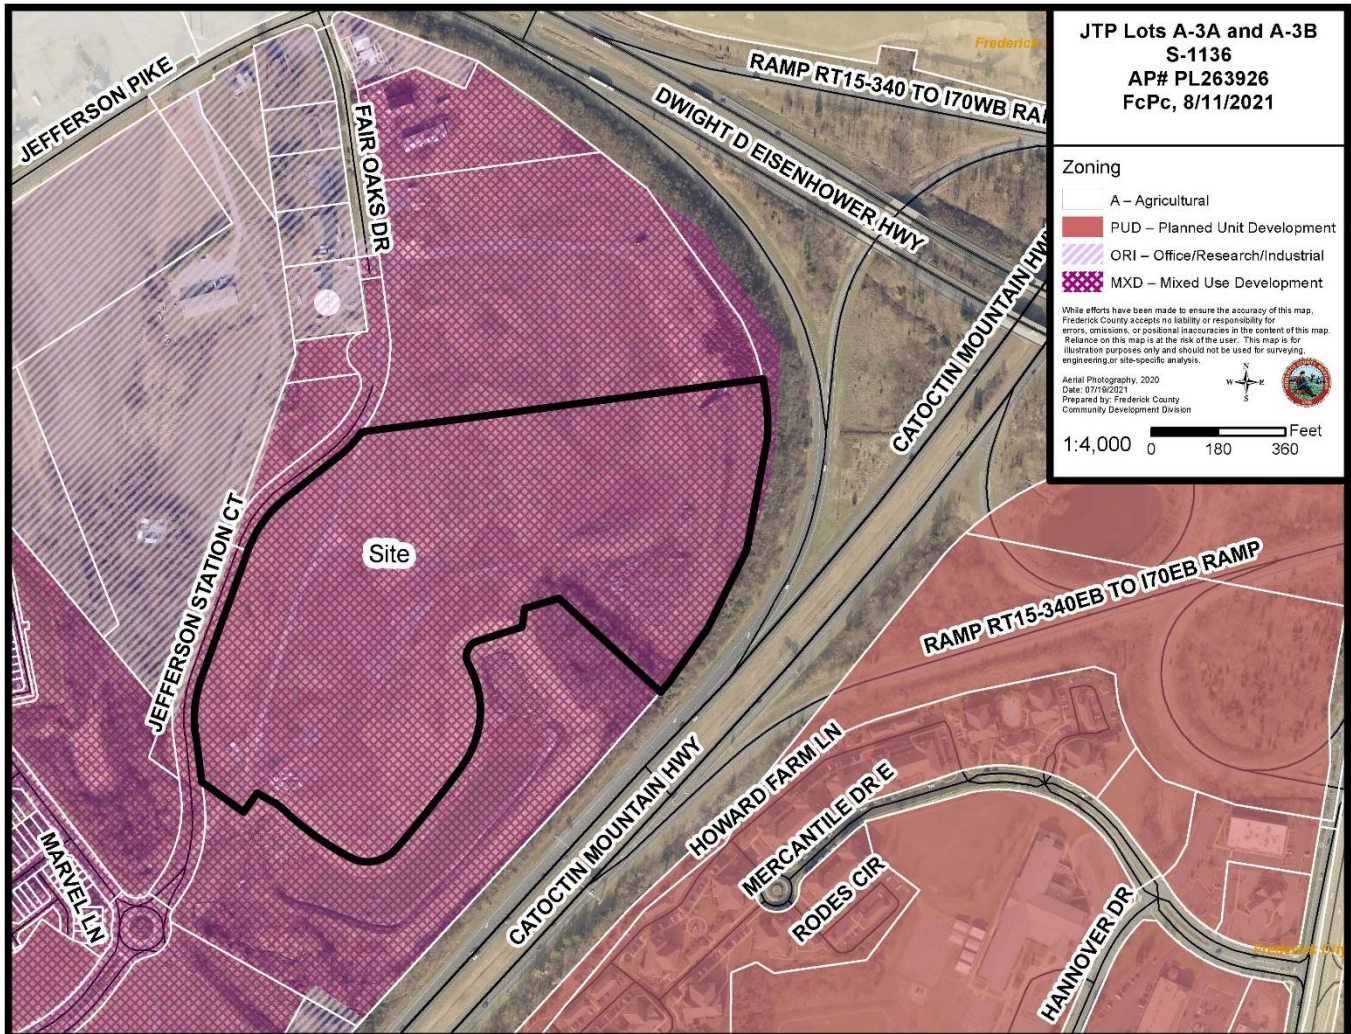 JTP Lots A-3A and A-3B
S-1136
AP# PL263926
FcPc, 8/11/2021
Zoning
A – Agricultural
PUD – Planned Unit Development
ORI – Office/Research/Industrial
MXD – Mixed Use Development
While efforts have been made to ensure the accuracy of this map,
Frederick County accepts no liability or responsibility for
errors, omissions, or positional inaccuracies in the content of this map.
Reliance on this map is at the risk of the user. This map is for
illustration purposes only and should not be used for surveying,
engineering,or site-specific analysis.
Aerial Photography, 2020
Date: 07/19/2021
Prepared by: Frederick County
Community Development Division
N
W E
S
1:4,000
Feet
0 180 360
Frederick
JEFFERSON PIKE
FAIR OAKS DR
RAMP RT15-340 TO I70WB
DWIGHT D EISENHOWER HWY
CATOCTIN MOUNTAIN HWY
JEFFERSON STATION CT
Site
RAMP RT15-340EB TO I70EB RAMP
CATOCTIN MOUNTAIN HWY
HOWARD FARM LN
MERCANTILE DR E
RODES CIR
MARVEL LN
HANNOVER DR
Frederick City